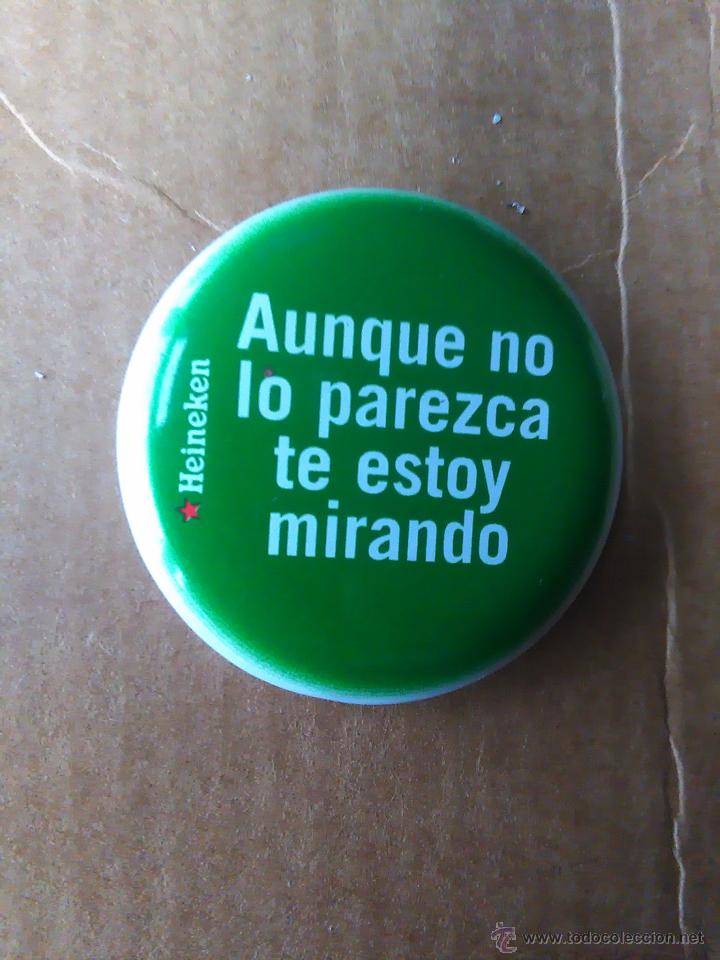 Aunque no
lo parezca
te estoy
mirando
Heineken
www.todocoleccion.net